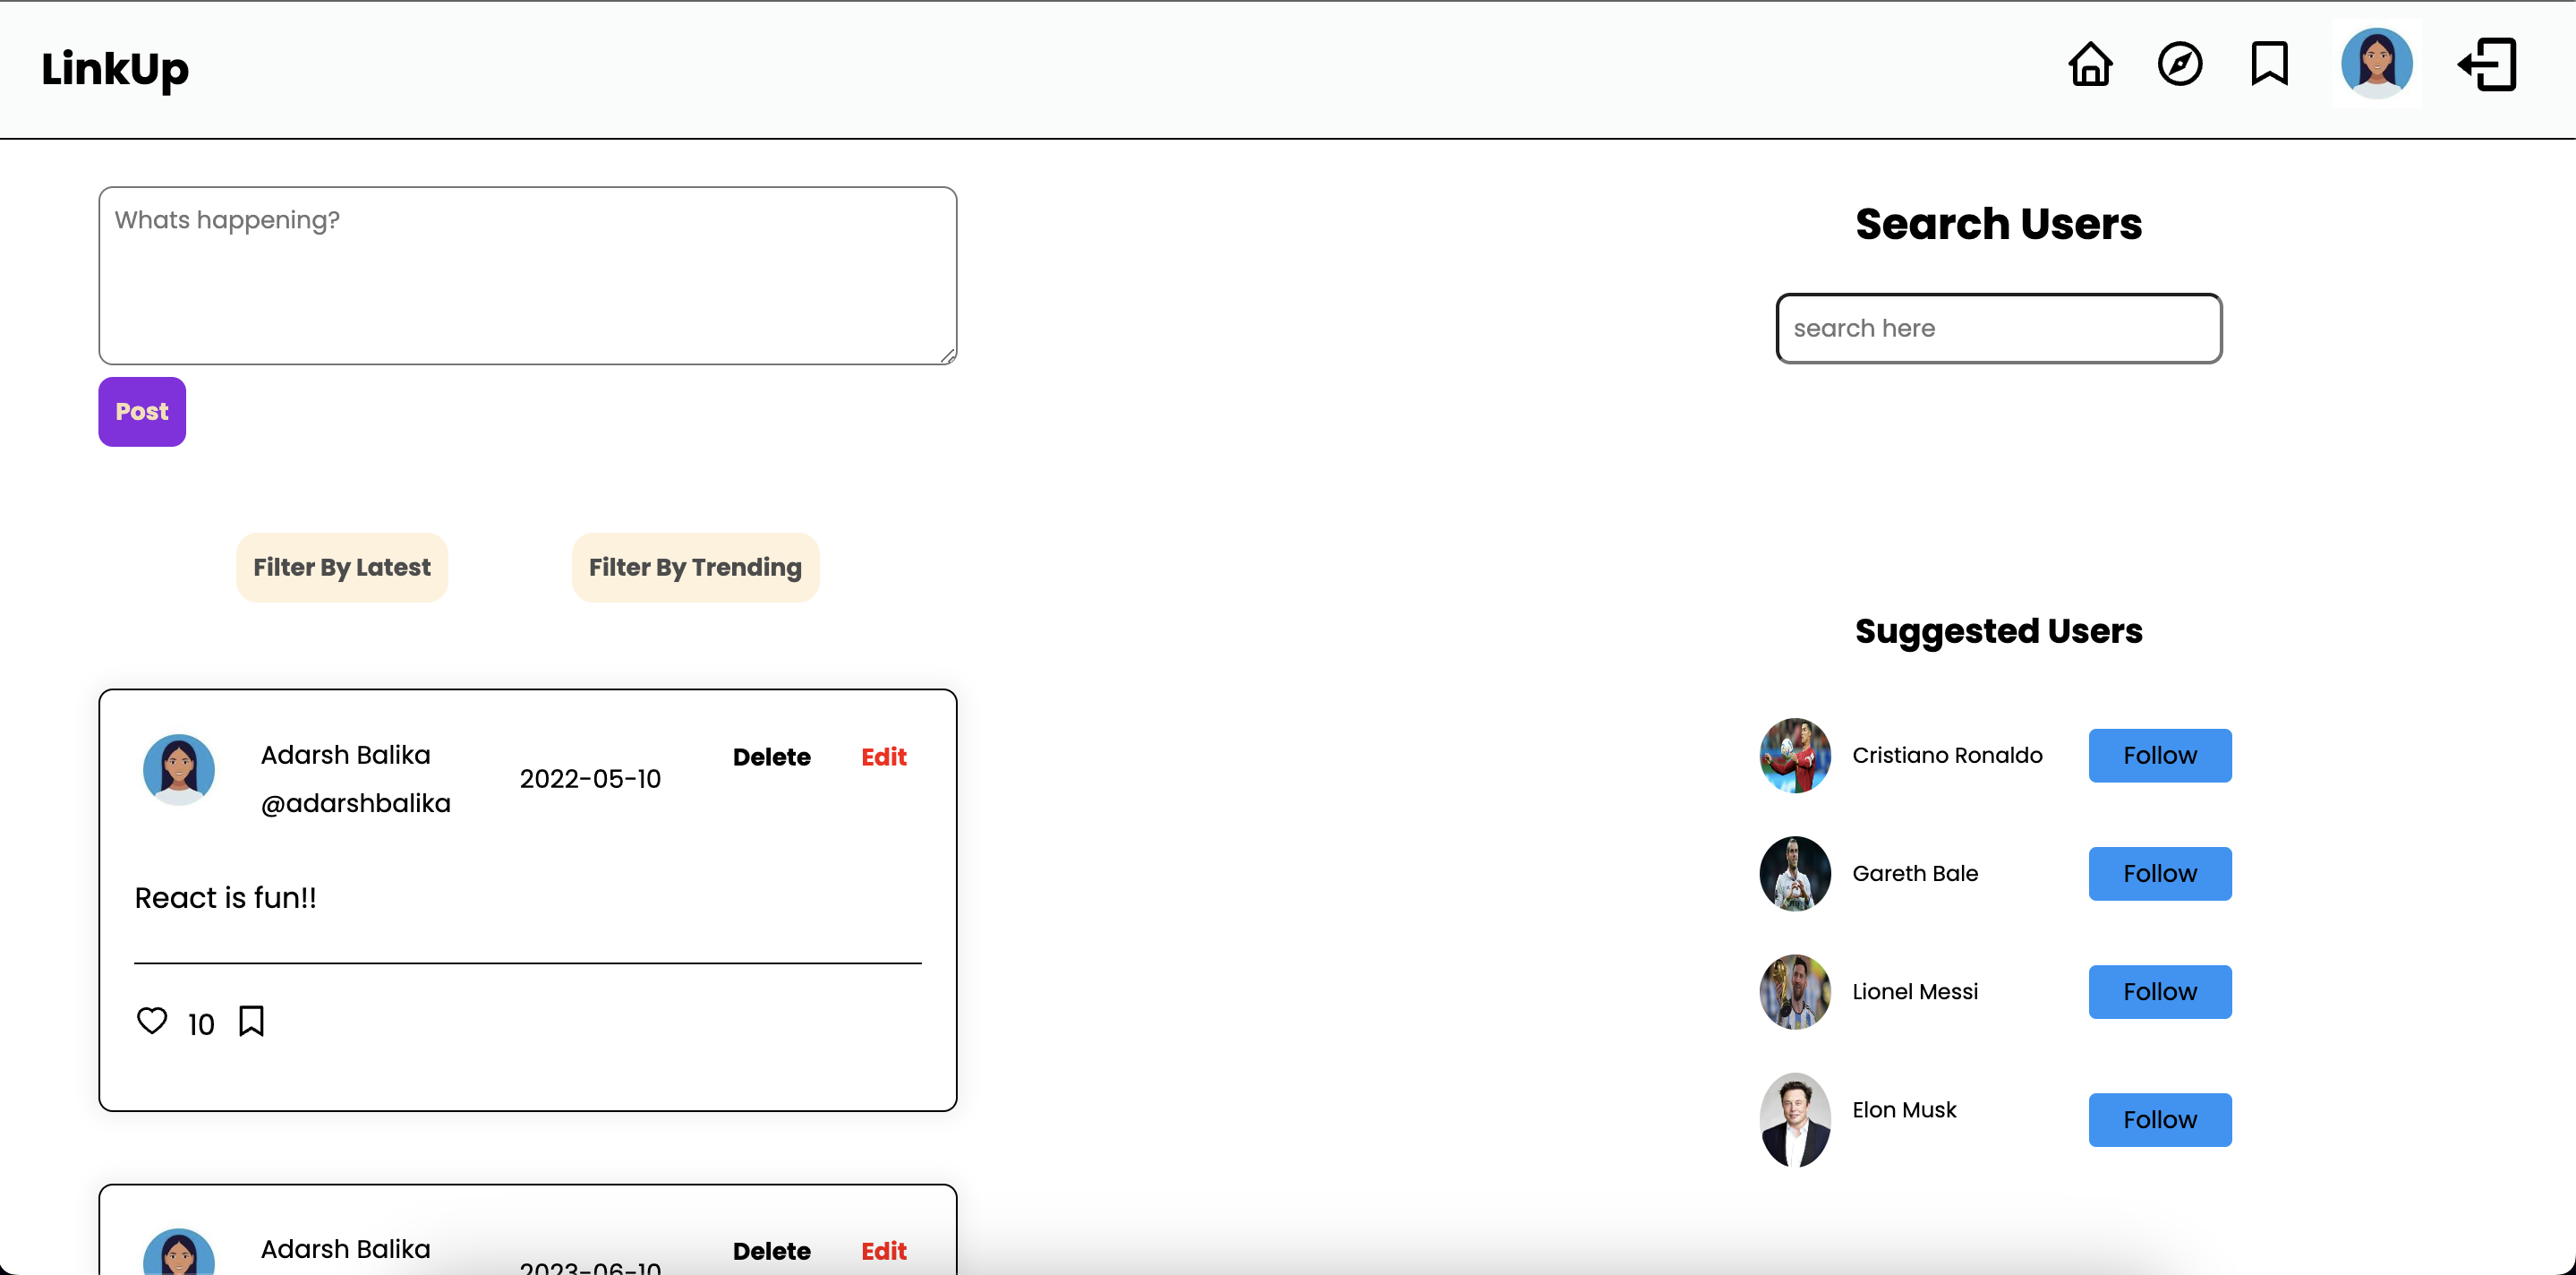 LinkUp
Whats happening?
Post
Filter By Latest
Filter By Trending
Adarsh Balika
@adarshbalika
2022-05-10
Delete
Edit
React is fun!!
10
Adarsh Balika
2023-06-10
Delete
Edit
Search Users
search here
Suggested Users
Cristiano Ronaldo
Follow
Gareth Bale
Follow
Lionel Messi
Follow
Elon Musk
Follow